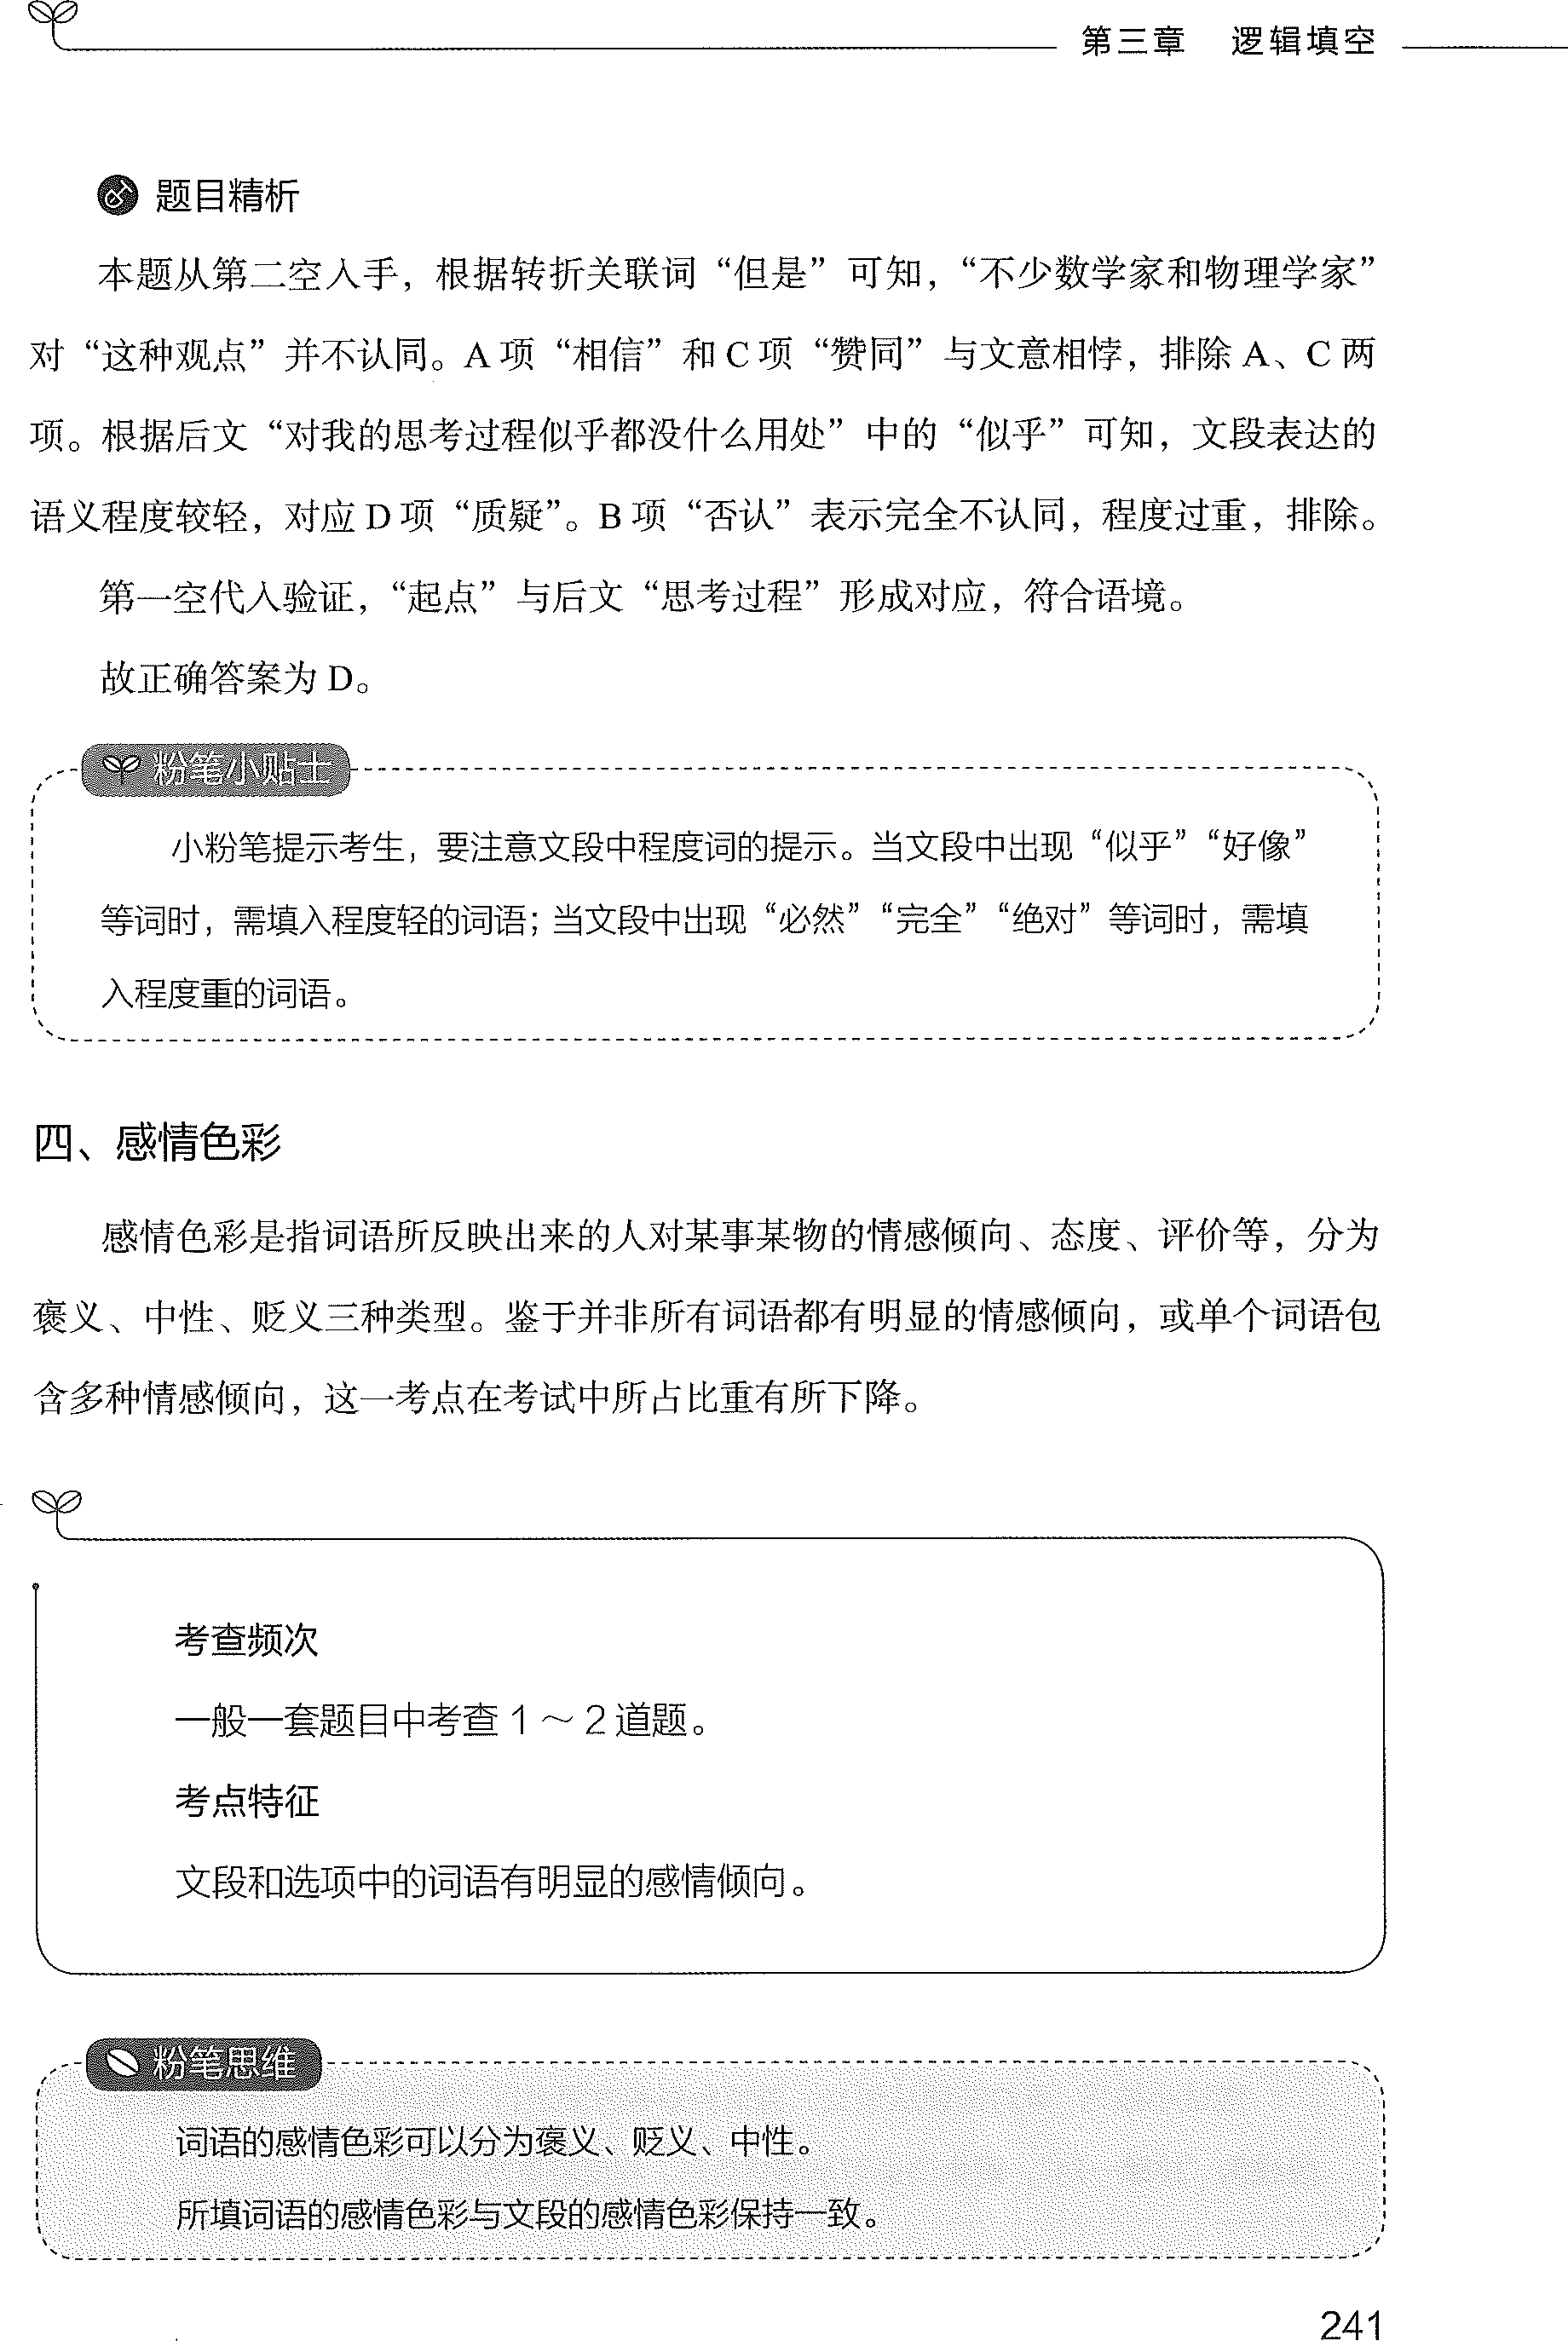 第三章 逻辑填空
题目精析
本题从第二空入手，根据转折关联词“但是”可知，“不少数学家和物理学家”
对“这种观点”并不认同。A 项“相信”和 C 项“赞同”与文意相悖，排除 A、C 两
项。根据后文“对我的思考过程似乎都没什么用处”中的“似乎”可知，文段表达的
语义程度较轻，对应 D 项“质疑”。B 项“否认”表示完全不认同，程度过重，排除。
第一空代入验证，“起点”与后文“思考过程”形成对应，符合语境。
故正确答案为 D。
粉笔小贴士
小粉笔提示考生，要注意文段中程度词的提示。当文段中出现“似乎”“好像”
等词时，需填入程度轻的词语；当文段中出现“必然”“完全”“绝对”等词时，需填
入程度重的词语。
四、感情色彩
感情色彩是指词语所反映出来的人对某事某物的情感倾向、态度、评价等，分为
褒义、中性、贬义三种类型。鉴于并非所有词语都有明显的情感倾向，或单个词语包
含多种情感倾向，这一考点在考试中所占比重有所下降。
考查频次
一般一套题目中考查 1～2 道题。
考点特征
文段和选项中的词语有明显的感情倾向。
粉笔思维
词语的感情色彩可以分为褒义、贬义、中性。
所填词语的感情色彩与文段的感情色彩保持一致。
241